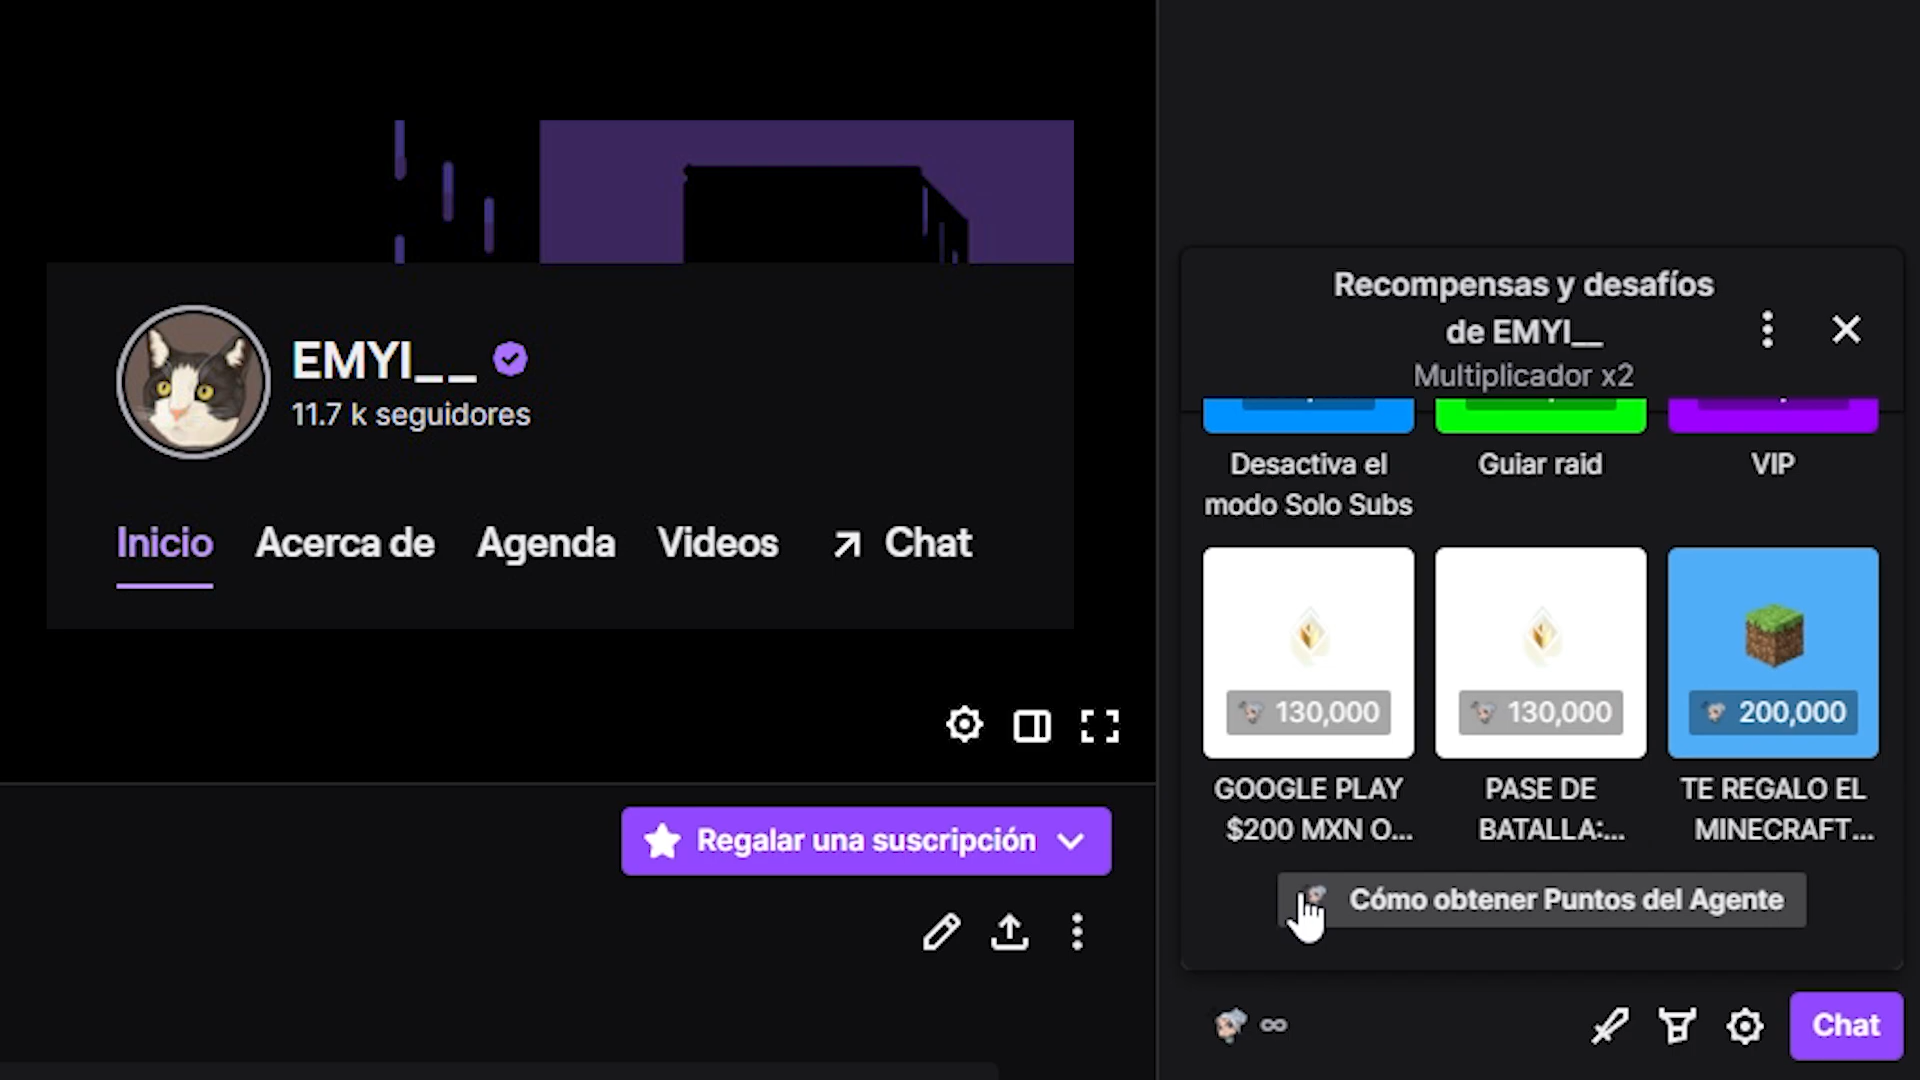 EMYI__
11.7 k seguidores
Inicio
Acerca de
Agenda
Videos
Chat
Regalar una suscripción
Recompensas y desafíos
de EMYI__
Multiplicador x2
Desactiva el
modo Solo Subs
Guiar raid
VIP
130,000
130,000
200,000
GOOGLE PLAY
$200 MXN O...
PASE DE
BATALLA:...
TE REGALO EL
MINECRAFT...
Cómo obtener Puntos del Agente
∞
Chat